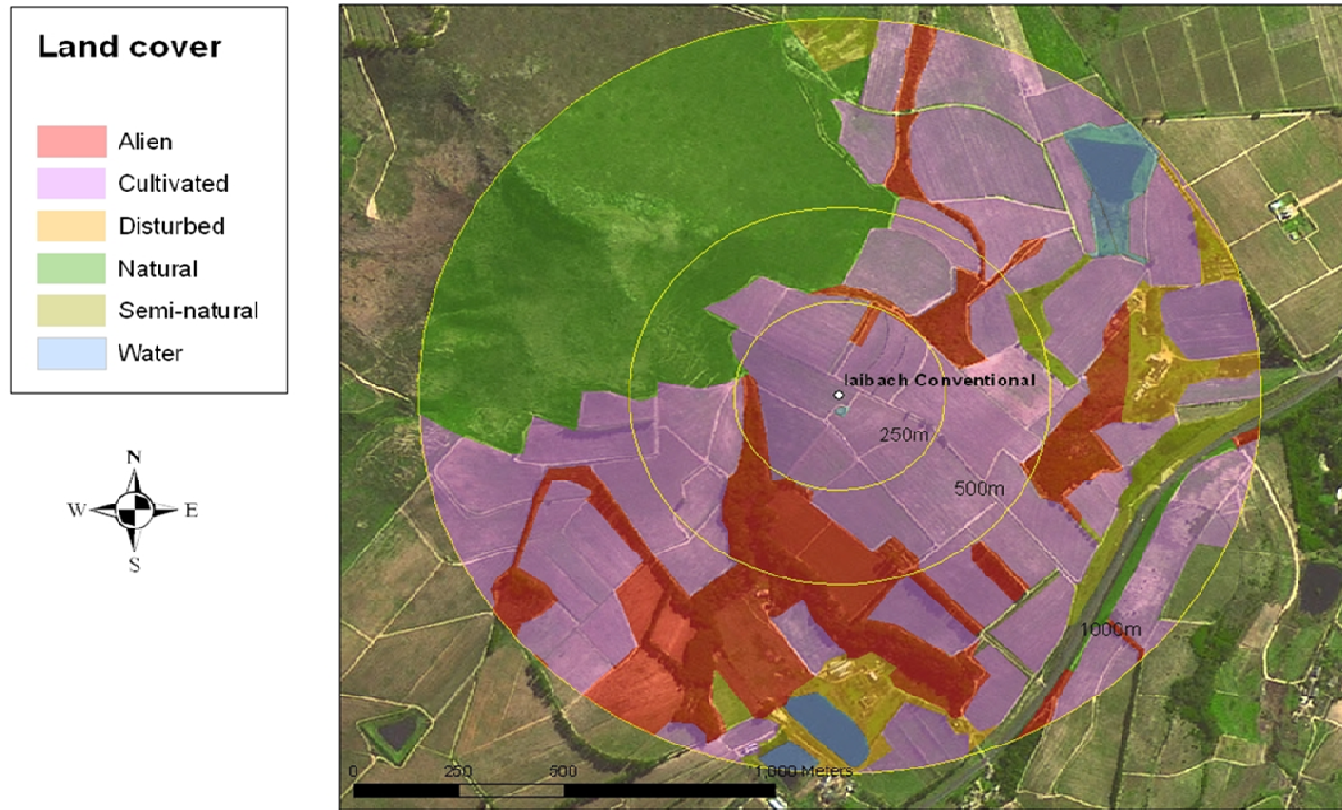 Land cover
Alien
Cultivated
Disturbed
Natural
Semi-natural
Water
N
W E
S
laibach Conventional
250m
500m
1000m
0 250 500 1,000 Meters